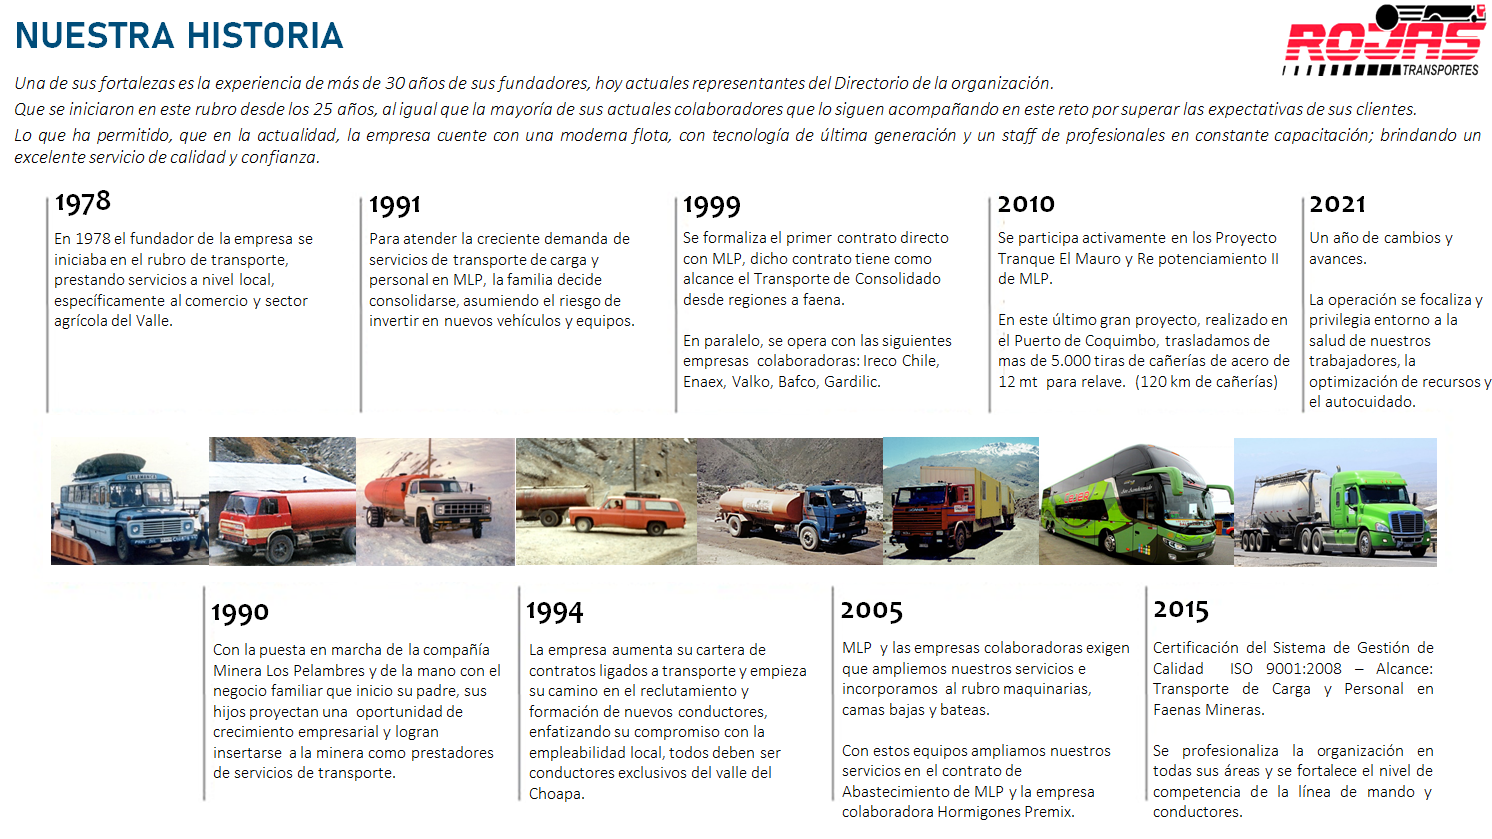 NUESTRA HISTORIA
ROJAS
TRANSPORTES
Una de sus fortalezas es la experiencia de más de 30 años de sus fundadores, hoy actuales representantes del Directorio de la organización.
Que se iniciaron en este rubro desde los 25 años, al igual que la mayoría de sus actuales colaboradores que lo siguen acompañando en este reto por superar las expectativas de sus clientes.
Lo que ha permitido, que en la actualidad, la empresa cuente con una moderna flota, con tecnología de última generación y un staff de profesionales en constante capacitación; brindando un
excelente servicio de calidad y confianza.
1978
En 1978 el fundador de la empresa se
iniciaba en el rubro de transporte,
prestando servicios a nivel local,
específicamente al comercio y sector
agrícola del Valle.
1991
Para atender la creciente demanda de
servicios de transporte de carga y
personal en MLP, la familia decide
consolidarse, asumiendo el riesgo de
invertir en nuevos vehículos y equipos.
1999
Se formaliza el primer contrato directo
con MLP, dicho contrato tiene como
alcance el Transporte de Consolidado
desde regiones a faena.
En paralelo, se opera con las siguientes
empresas colaboradoras: Ireco Chile,
Enaex, Valko, Bafco, Gardilic.
2010
Se participa activamente en los Proyecto
Tranque El Mauro y Re potenciamiento II
de MLP.
En este último gran proyecto, realizado en
el Puerto de Coquimbo, trasladamos de
mas de 5.000 tiras de cañerías de acero de
12 mt para relave. (120 km de cañerías)
2021
Un año de cambios y
avances.
La operación se focaliza y
privilegia entorno a la
salud de nuestros
trabajadores, la
optimización de recursos y
el autocuidado.
SALAMANCA
1990
Con la puesta en marcha de la compañía
Minera Los Pelambres y de la mano con el
negocio familiar que inicio su padre, sus
hijos proyectan una oportunidad de
crecimiento empresarial y logran
insertarse a la minera como prestadores
de servicios de transporte.
1994
La empresa aumenta su cartera de
contratos ligados a transporte y empieza
su camino en el reclutamiento y
formación de nuevos conductores,
enfatizando su compromiso con la
empleabilidad local, todos deben ser
conductores exclusivos del valle del
Choapa.
2005
MLP y las empresas colaboradoras exigen
que ampliemos nuestros servicios e
incorporamos al rubro maquinarias,
camas bajas y bateas.
Con estos equipos ampliamos nuestros
servicios en el contrato de
Abastecimiento de MLP y la empresa
colaboradora Hormigones Premix.
2015
Certificación del Sistema de Gestión de
Calidad ISO 9001:2008 – Alcance:
Transporte de Carga y Personal en
Faenas Mineras.
Se profesionaliza la organización en
todas sus áreas y se fortalece el nivel de
competencia de la línea de mando y
conductores.